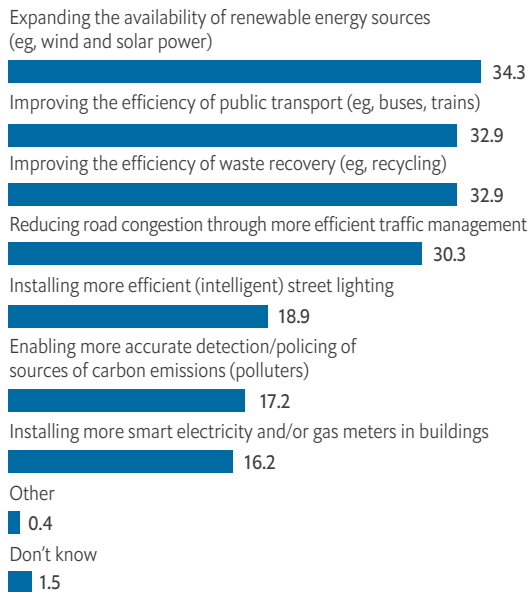 Expanding the availability of renewable energy sources
(eg, wind and solar power)
34.3
Improving the efficiency of public transport (eg, buses, trains)
32.9
Improving the efficiency of waste recovery (eg, recycling)
32.9
Reducing road congestion through more efficient traffic management
30.3
Installing more efficient (intelligent) street lighting
18.9
Enabling more accurate detection/policing of
sources of carbon emissions (polluters)
17.2
Installing more smart electricity and/or gas meters in buildings
16.2
Other
0.4
Don’t know
1.5